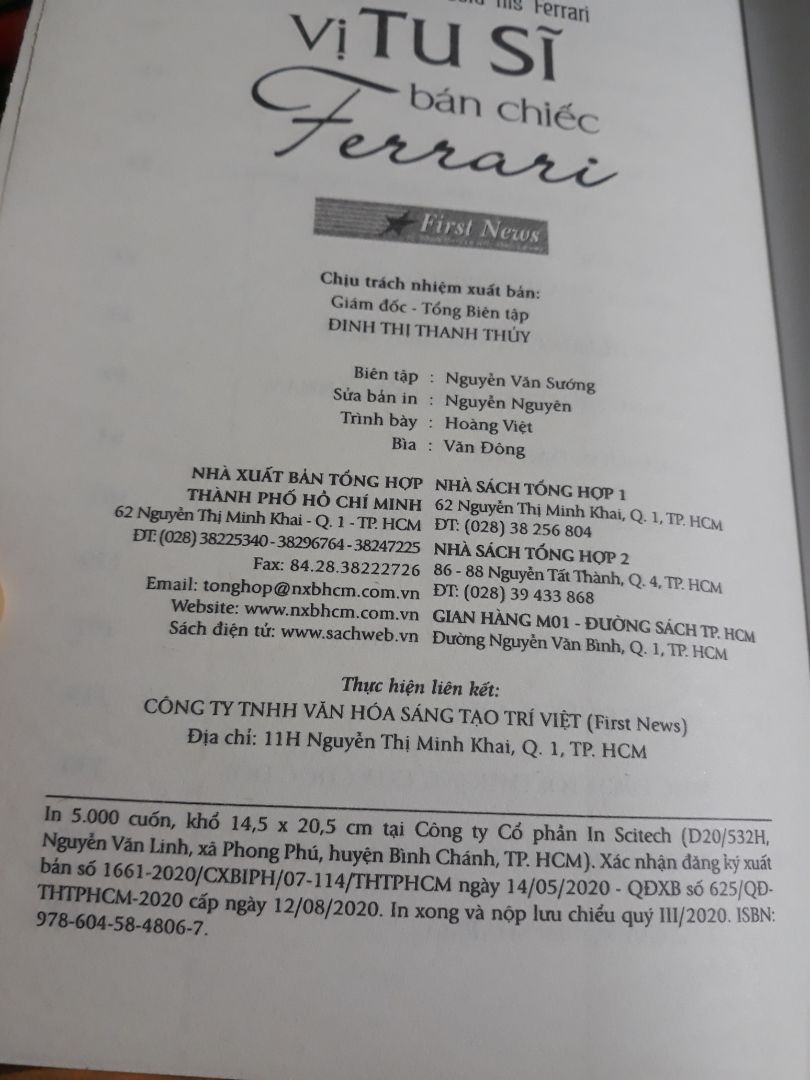 his Ferrari
VỊ TU SĨ
bán chiếc
Ferrari
First News
Chịu trách nhiệm xuất bản:
Giám đốc - Tổng Biên tập
ĐINH THỊ THANH THỦY
Biên tập : Nguyễn Văn Sướng
Sửa bản in : Nguyễn Nguyên
Trình bày : Hoàng Việt
Bìa : Văn Đông
NHÀ XUẤT BẢN TỔNG HỢP
THÀNH PHỐ HỒ CHÍ MINH
62 Nguyễn Thị Minh Khai - Q. 1 - TP. HCM
ĐT: (028) 38225340 - 38296764 - 38247225
Fax: 84.28.38222726
Email: tonghop@nxbhcm.com.vn
Website: www.nxbhcm.com.vn
Sách điện tử: www.sachweb.vn
NHÀ SÁCH TỔNG HỢP 1
62 Nguyễn Thị Minh Khai, Q. 1, TP. HCM
ĐT: (028) 38 256 804
NHÀ SÁCH TỔNG HỢP 2
86 - 88 Nguyễn Tất Thành, Q. 4, TP. HCM
ĐT: (028) 39 433 868
GIAN HÀNG M01 - ĐƯỜNG SÁCH TP. HCM
Đường Nguyễn Văn Bình, Q. 1, TP. HCM
Thực hiện liên kết:
CÔNG TY TNHH VĂN HÓA SÁNG TẠO TRÍ VIỆT (First News)
Địa chỉ: 11H Nguyễn Thị Minh Khai, Q. 1, TP. HCM
In 5.000 cuốn, khổ 14,5 x 20,5 cm tại Công ty Cổ phần In Scitech (D20/532H,
Nguyễn Văn Linh, xã Phong Phú, huyện Bình Chánh, TP. HCM). Xác nhận đăng ký xuất
bản số 1661-2020/CXBIPH/07-114/THTPHCM ngày 14/05/2020 - QĐXB số 625/QĐ-
THTPHCM-2020 cấp ngày 12/08/2020. In xong và nộp lưu chiểu quý III/2020. ISBN:
978-604-58-4806-7.